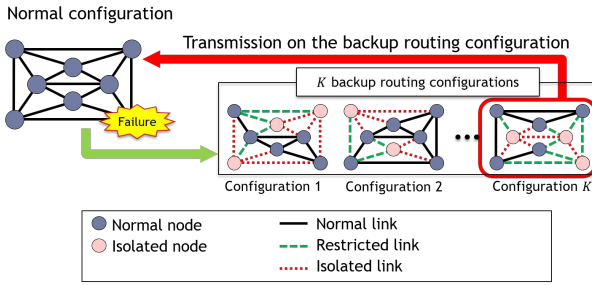 Normal configuration
Transmission on the backup routing configuration
K backup routing configurations
Failure
Configuration 1
Configuration 2
Configuration K
Normal node
Isolated node
Normal link
Restricted link
Isolated link